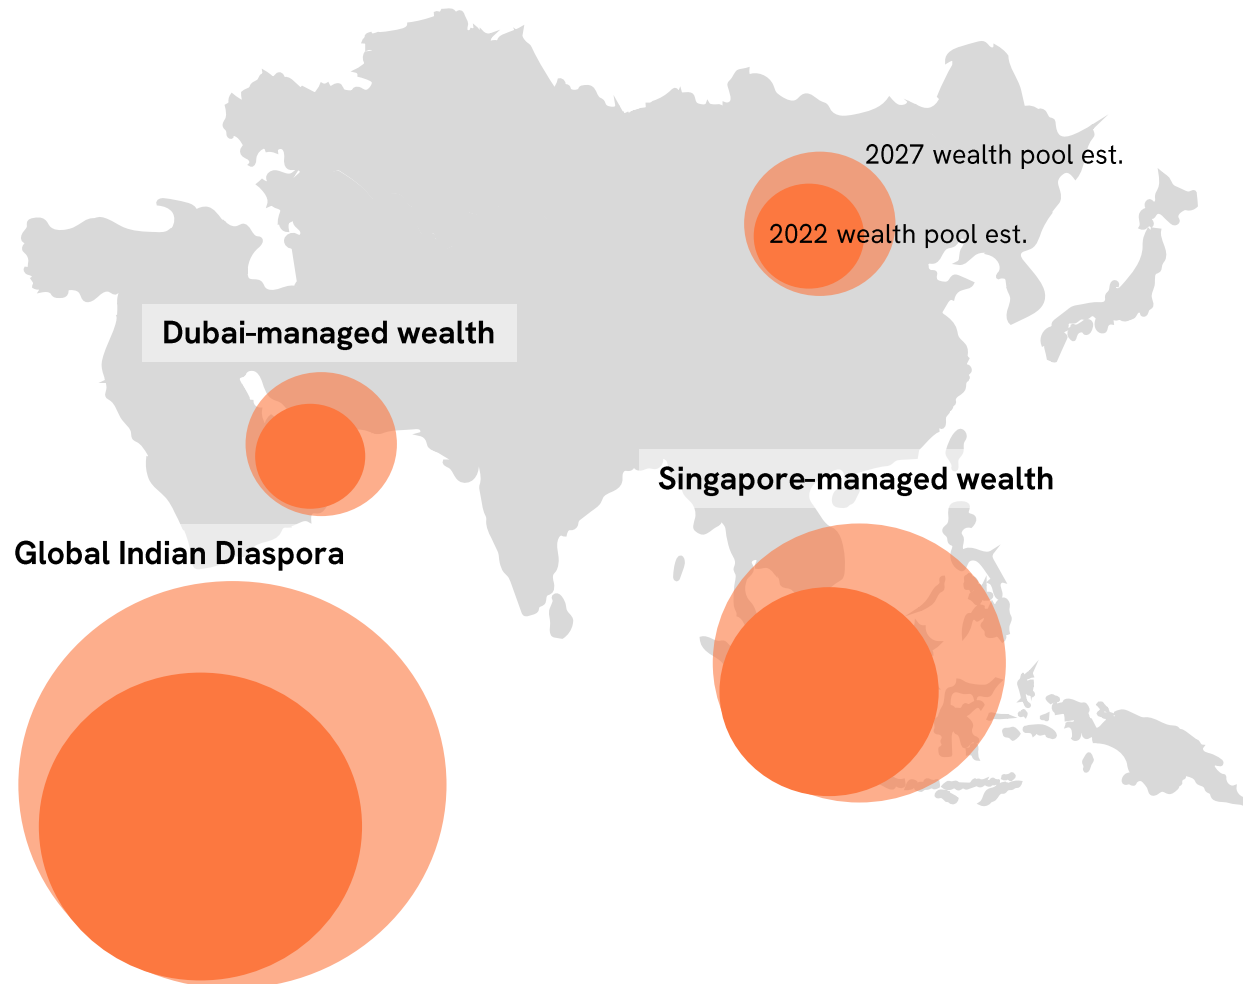 2027 wealth pool est.
2022 wealth pool est.
Dubai-managed wealth
Singapore-managed wealth
Global Indian Diaspora